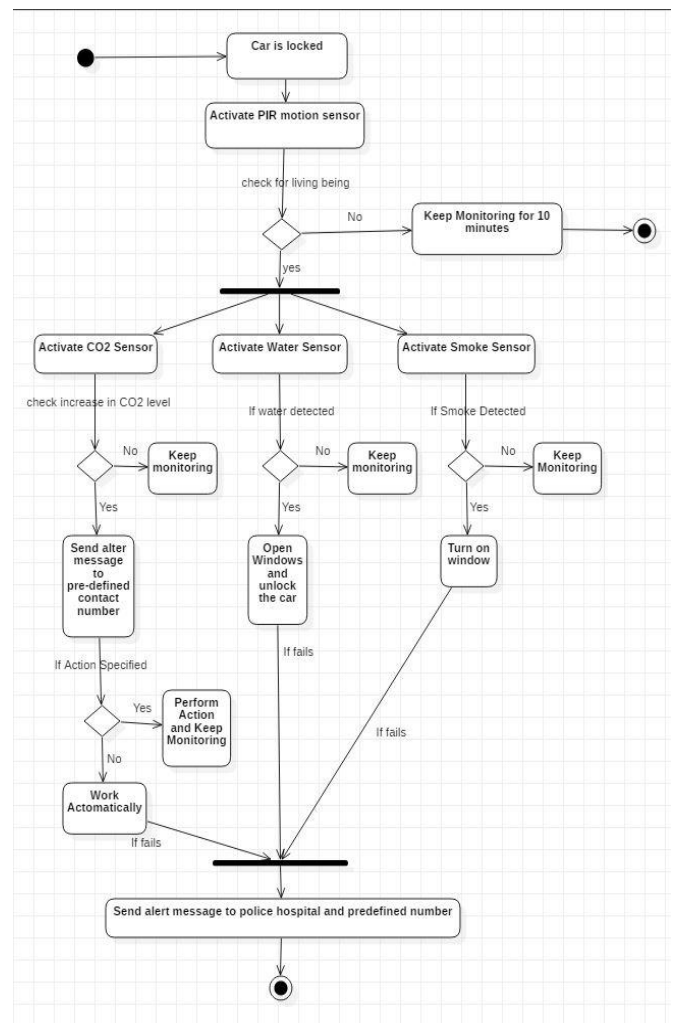 Car is locked
Activate PIR motion sensor
check for living being
No
Keep Monitoring for 10
minutes
yes
Activate CO2 Sensor
Activate Water Sensor
Activate Smoke Sensor
check increase in CO2 level
If water detected
If Smoke Detected
No
Keep
monitoring
No
Keep
monitoring
No
Keep
Monitoring
Yes
Yes
Yes
Send alter
message
to
pre-defined
contact
number
Open
Windows
and
unlock
the car
Turn on
window
If fails
If Action Specified
Yes
Perform
Action
and Keep
Monitoring
If fails
No
Work
Actomatically
If fails
Send alert message to police hospital and predefined number